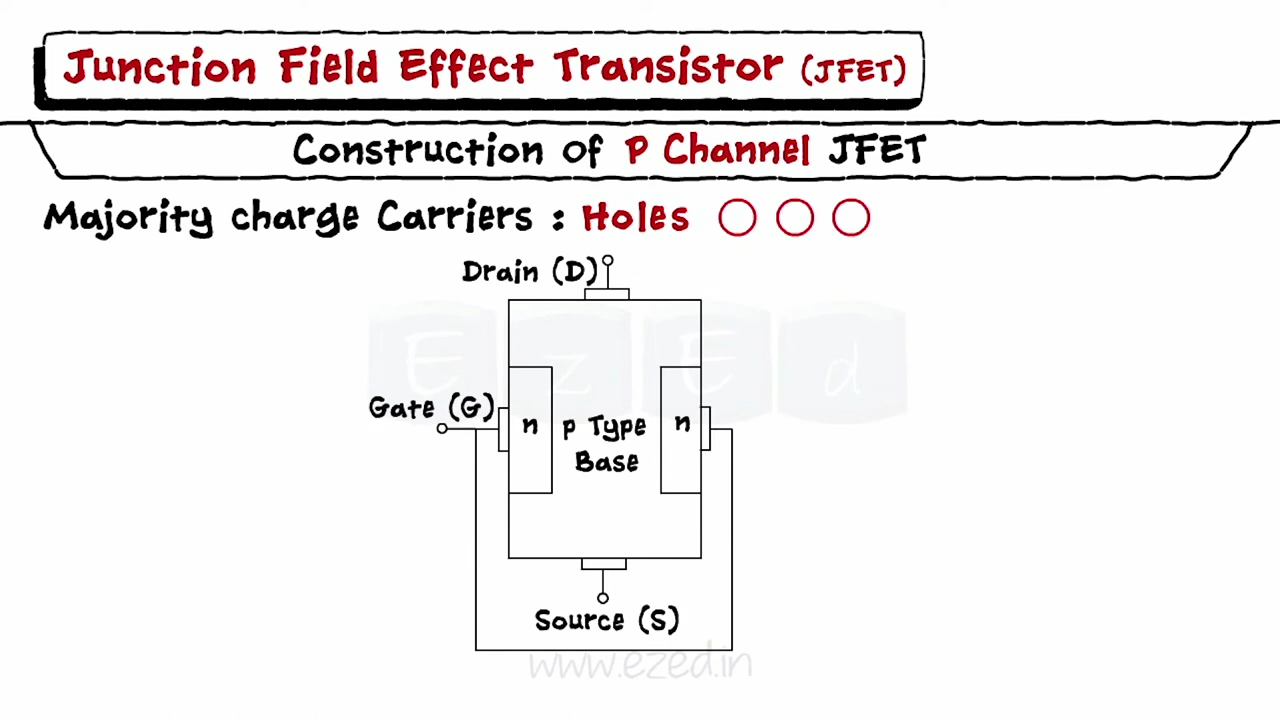 Junction Field Effect Transistor (JFET)
Construction of P Channel JFET
Majority charge Carriers : Holes
Drain (D)
E z E d
Gate (G)
n p Type n
Base
Source (S)
www.ezed.in